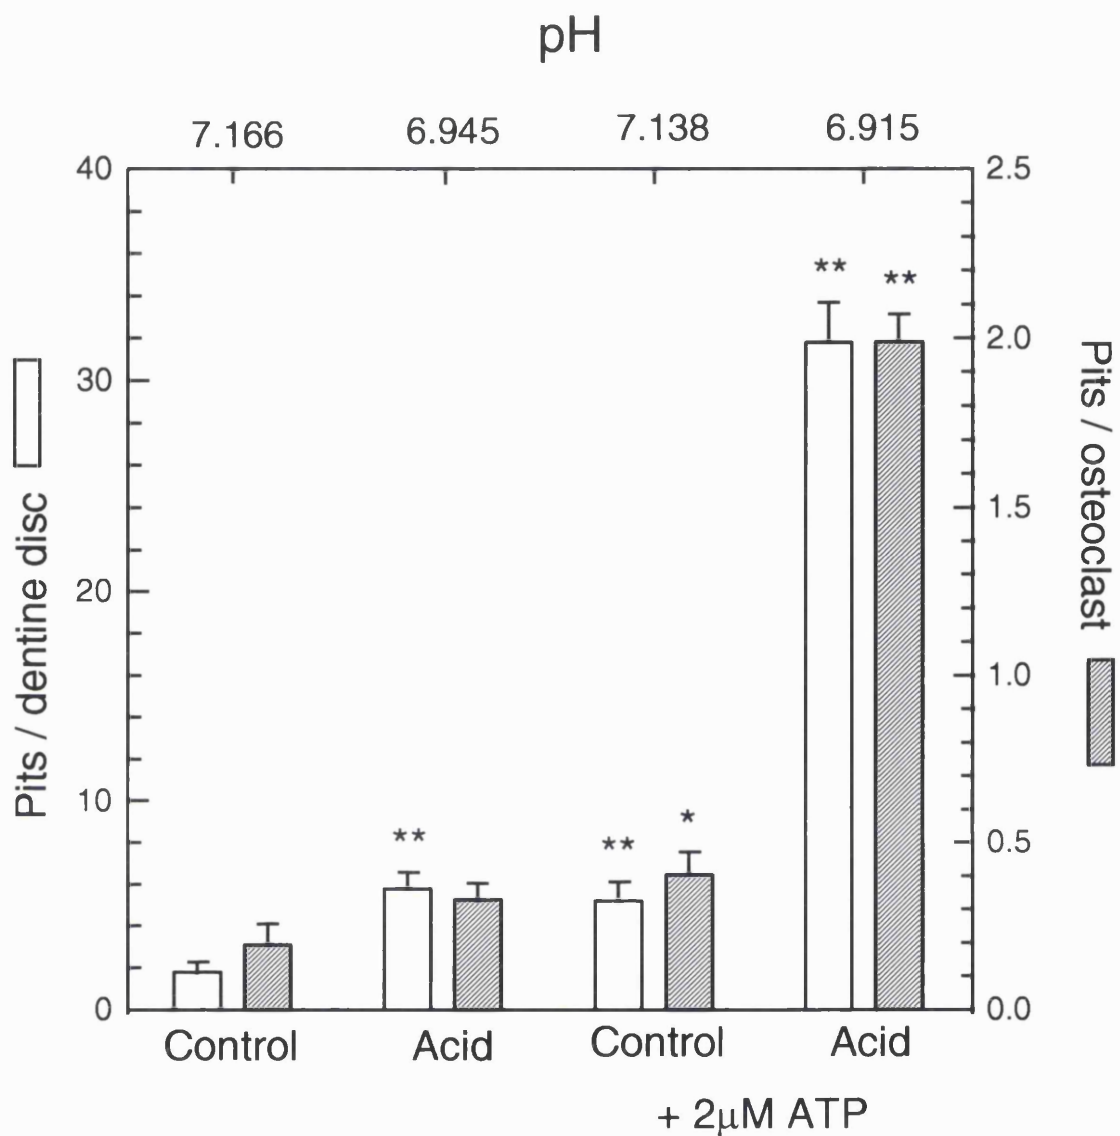 pH
7.166 6.945 7.138 6.915
40
30
20
10
0
Pits / dentine disc
2.5
2.0
1.5
1.0
0.5
0.0
Pits / osteoclast
** ** * ** **
Control Acid Control Acid
+ 2μM ATP